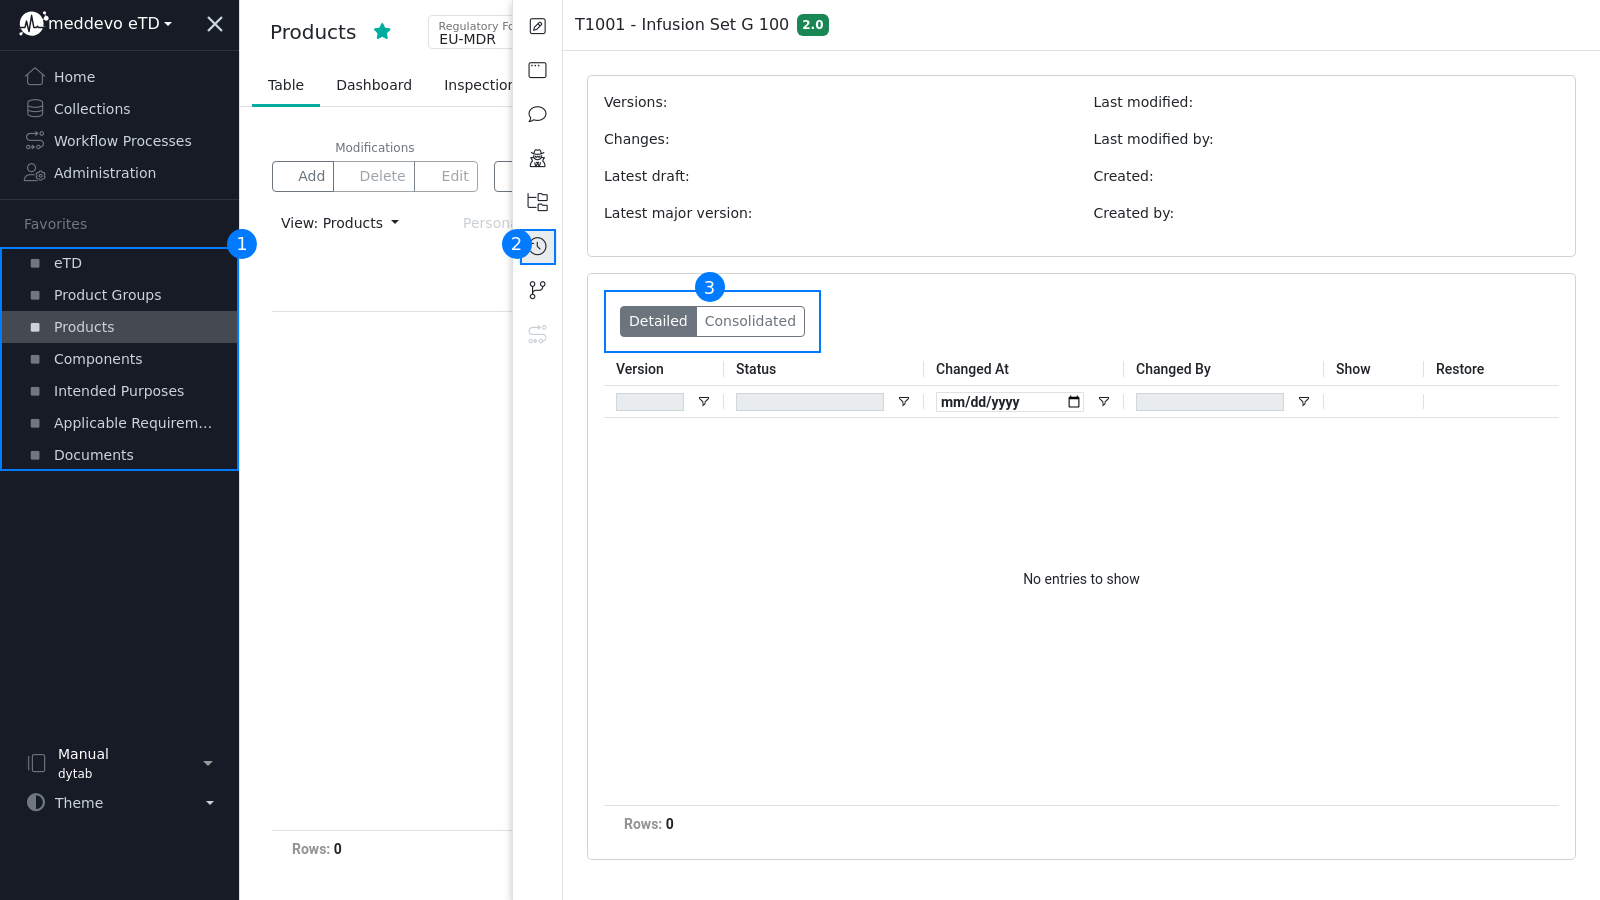 meddevo eTD
Home
Collections
Workflow Processes
Administration
Favorites
1
eTD
Product Groups
Products
Components
Intended Purposes
Applicable Requirem...
Documents
Manual
dytab
Theme
Products
Regulatory Fo
EU-MDR
Table
Dashboard
Inspection
Modifications
Add
Delete
Edit
View: Products
Person
Rows: 0
2
T1001 - Infusion Set G 100
2.0
Versions:
Last modified:
Changes:
Last modified by:
Latest draft:
Created:
Latest major version:
Created by:
3
Detailed
Consolidated
Version
Status
Changed At
Changed By
Show
Restore
mm/dd/yyyy
No entries to show
Rows: 0